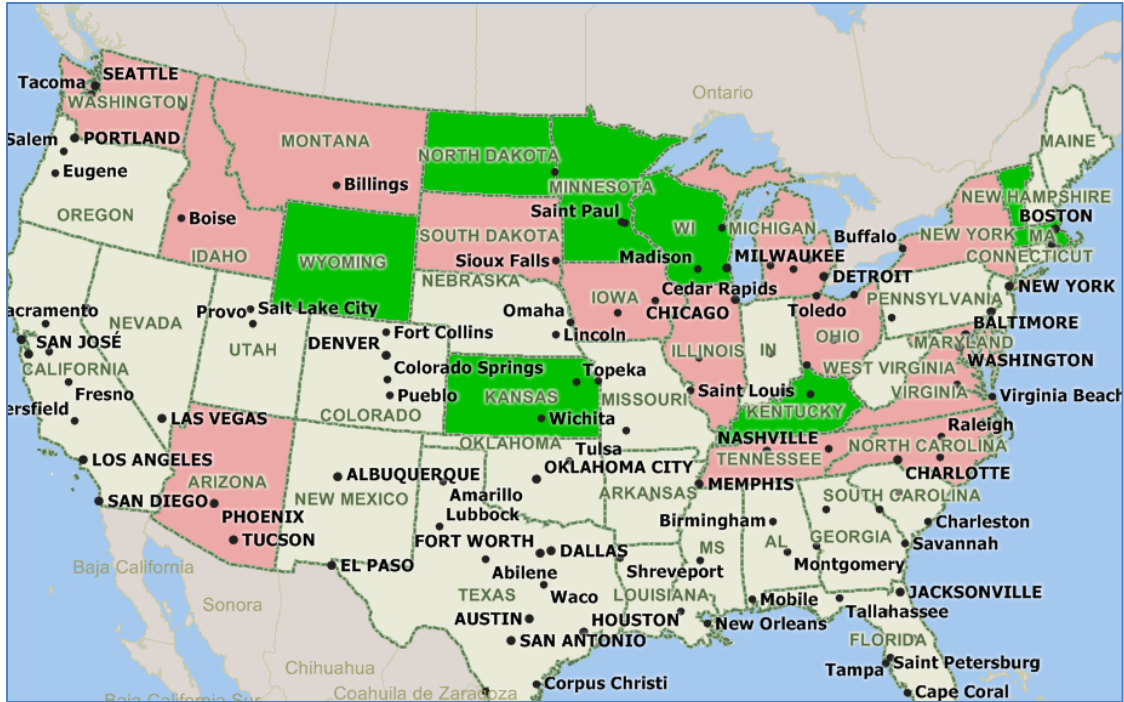 Ontario
SEATTLE
Tacoma
WASHINGTON
Salem
PORTLAND
MONTANA
NORTH DAKOTA
MAINE
Eugene
Billings
MINNESOTA
NEW HAMPSHIRE
OREGON
Boise
Saint Paul
BOSTON
SOUTH DAKOTA
WI
MICHIGAN
Buffalo
NEW YORK
MA
IDAHO
WYOMING
Sioux Falls
Madison
MILWAUKEE
CONNECTICUT
NEBRASKA
DETROIT
Cedar Rapids
NEW YORK
Provo
Salt Lake City
Omaha
IOWA
CHICAGO
Toledo
PENNSYLVANIA
acramento
NEVADA
Fort Collins
Lincoln
BALTIMORE
SAN JOSÉ
UTAH
DENVER
ILLINOIS
IN
OHIO
MARYLAND
CALIFORNIA
Colorado Springs
Topeka
WEST VIRGINIA
WASHINGTON
Fresno
Pueblo
KANSAS
MISSOURI
Saint Louis
VIRGINIA
Virginia Beach
ersfield
LAS VEGAS
COLORADO
Wichita
KENTUCKY
Raleigh
OKLAHOMA
NASHVILLE
NORTH CAROLINA
LOS ANGELES
Tulsa
TENNESSEE
ALBUQUERQUE
OKLAHOMA CITY
CHARLOTTE
ARIZONA
NEW MEXICO
Amarillo
ARKANSAS
MEMPHIS
SOUTH CAROLINA
SAN DIEGO
PHOENIX
Lubbock
Birmingham
Charleston
TUCSON
FORT WORTH
DALLAS
MS
AL
GEORGIA
Savannah
Baja California
EL PASO
Abilene
Shreveport
Montgomery
Sonora
TEXAS
Waco
LOUISIANA
Mobile
JACKSONVILLE
Tallahassee
AUSTIN
HOUSTON
New Orleans
SAN ANTONIO
FLORIDA
Chihuahua
Saint Petersburg
Tampa
Corpus Christi
Coahuila de Zaragoza
Baja California Sur
Cape Coral